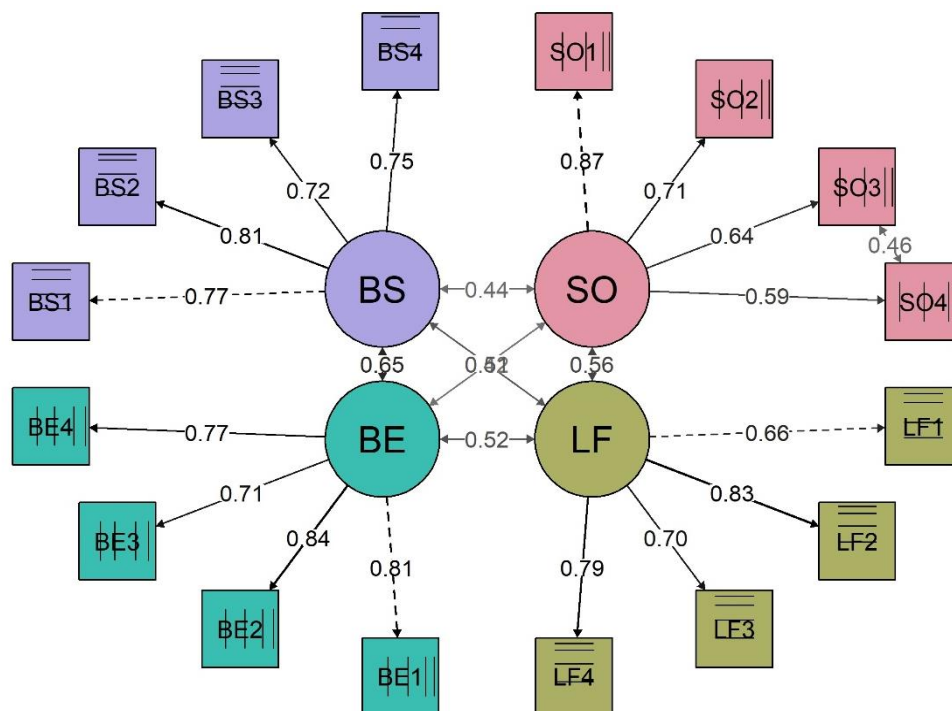 BS4 SO1
BS3 SO2
0.75 0.87
BS2 0.72 0.71 SO3
0.81 0.64 0.46
BS1 0.77 BS 0.44 SO 0.59 SO4
0.65 0.56
BE4 0.77 BE 0.52 LF 0.66 LF1
0.71 0.83
BE3 0.84 0.81 0.79 0.70 LF2
BE2 LF3
BE1 LF4